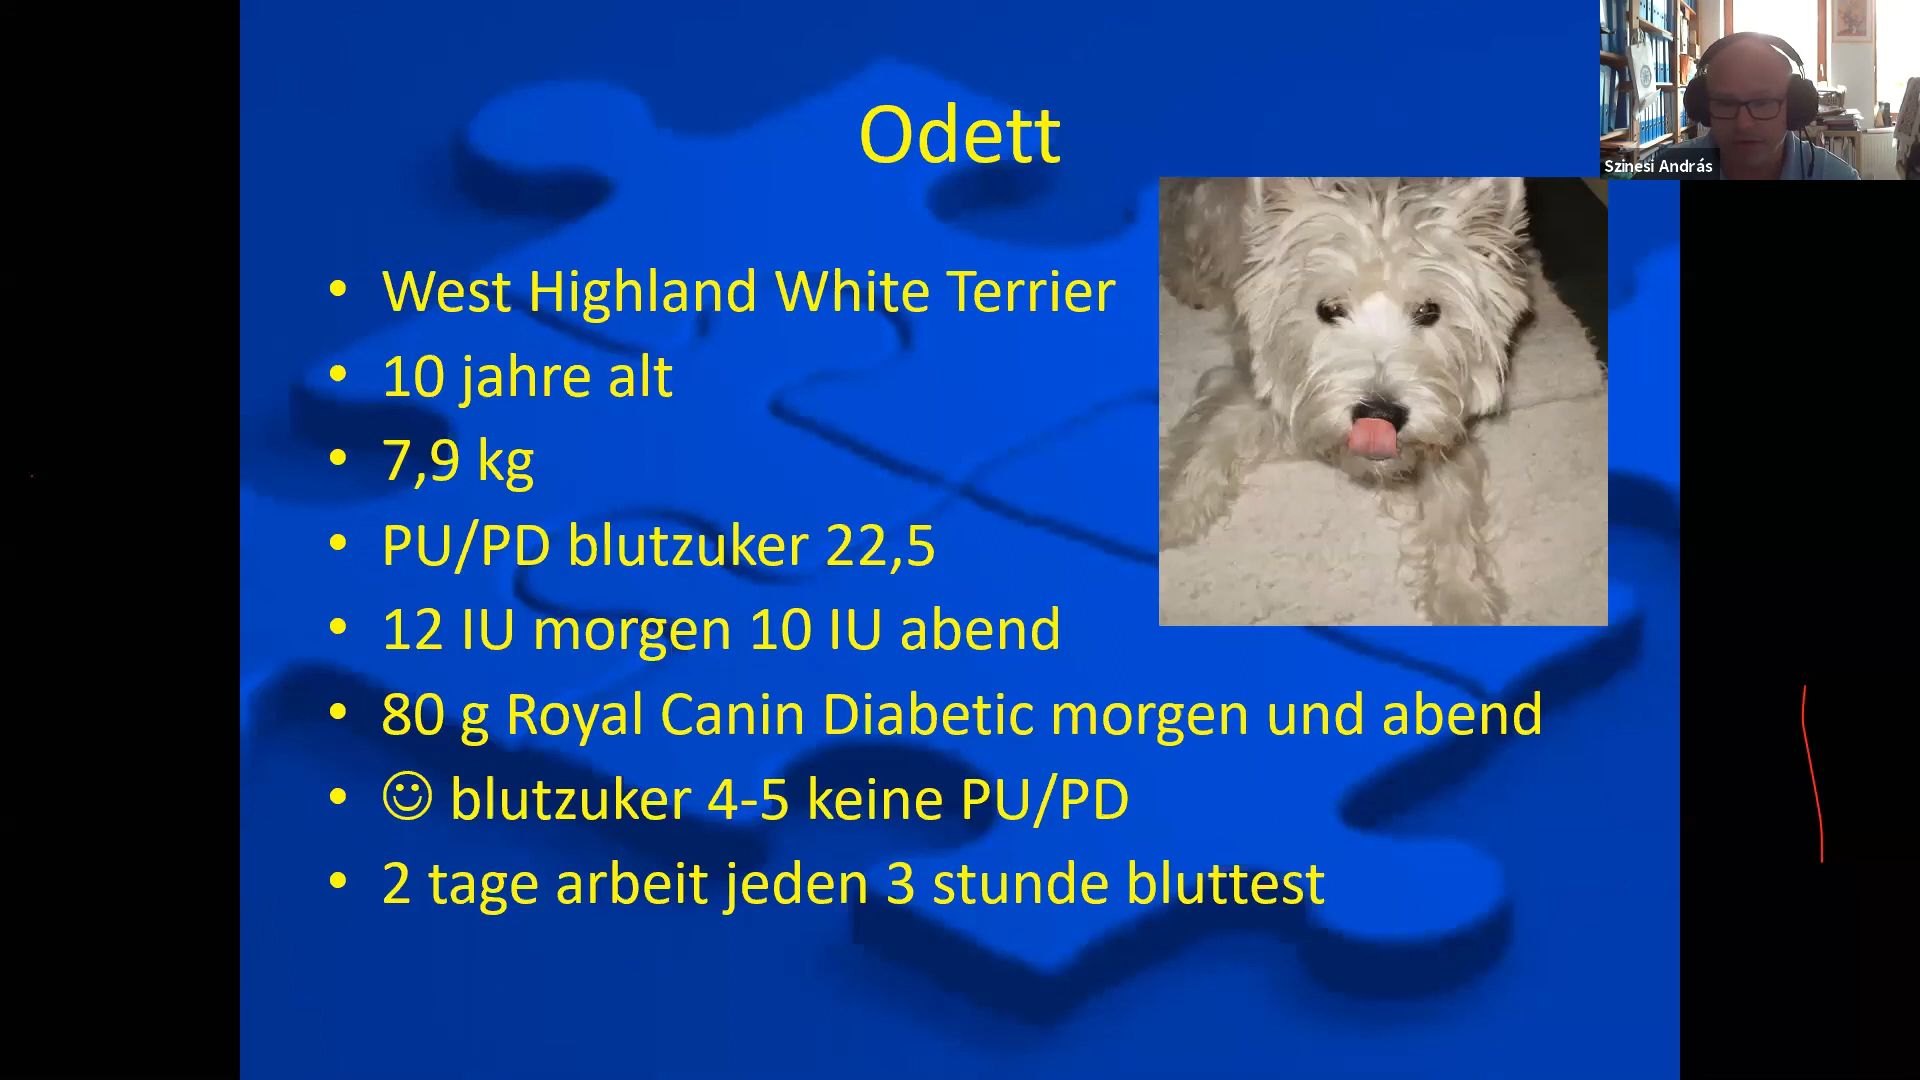 Odett
Szinesi András
• West Highland White Terrier
• 10 jahre alt
• 7,9 kg
• PU/PD blutzuker 22,5
• 12 IU morgen 10 IU abend
• 80 g Royal Canin Diabetic morgen und abend
• ☺ blutzuker 4-5 keine PU/PD
• 2 tage arbeit jeden 3 stunde bluttest